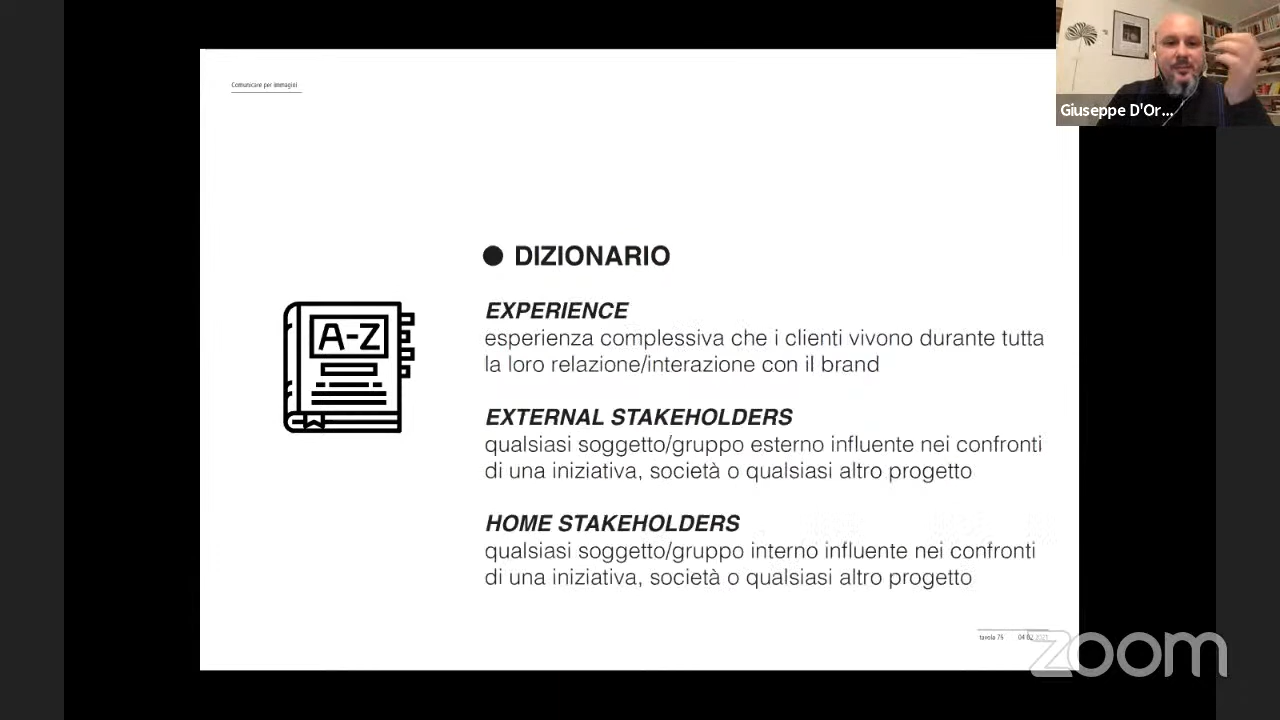 Comunicare per immagini
Giuseppe D'Or...
DIZIONARIO
A-Z
EXPERIENCE
esperienza complessiva che i clienti vivono durante tutta
la loro relazione/interazione con il brand
EXTERNAL STAKEHOLDERS
qualsiasi soggetto/gruppo esterno influente nei confronti
di una iniziativa, società o qualsiasi altro progetto
HOME STAKEHOLDERS
qualsiasi soggetto/gruppo interno influente nei confronti
di una iniziativa, società o qualsiasi altro progetto
tavola 75
zoom